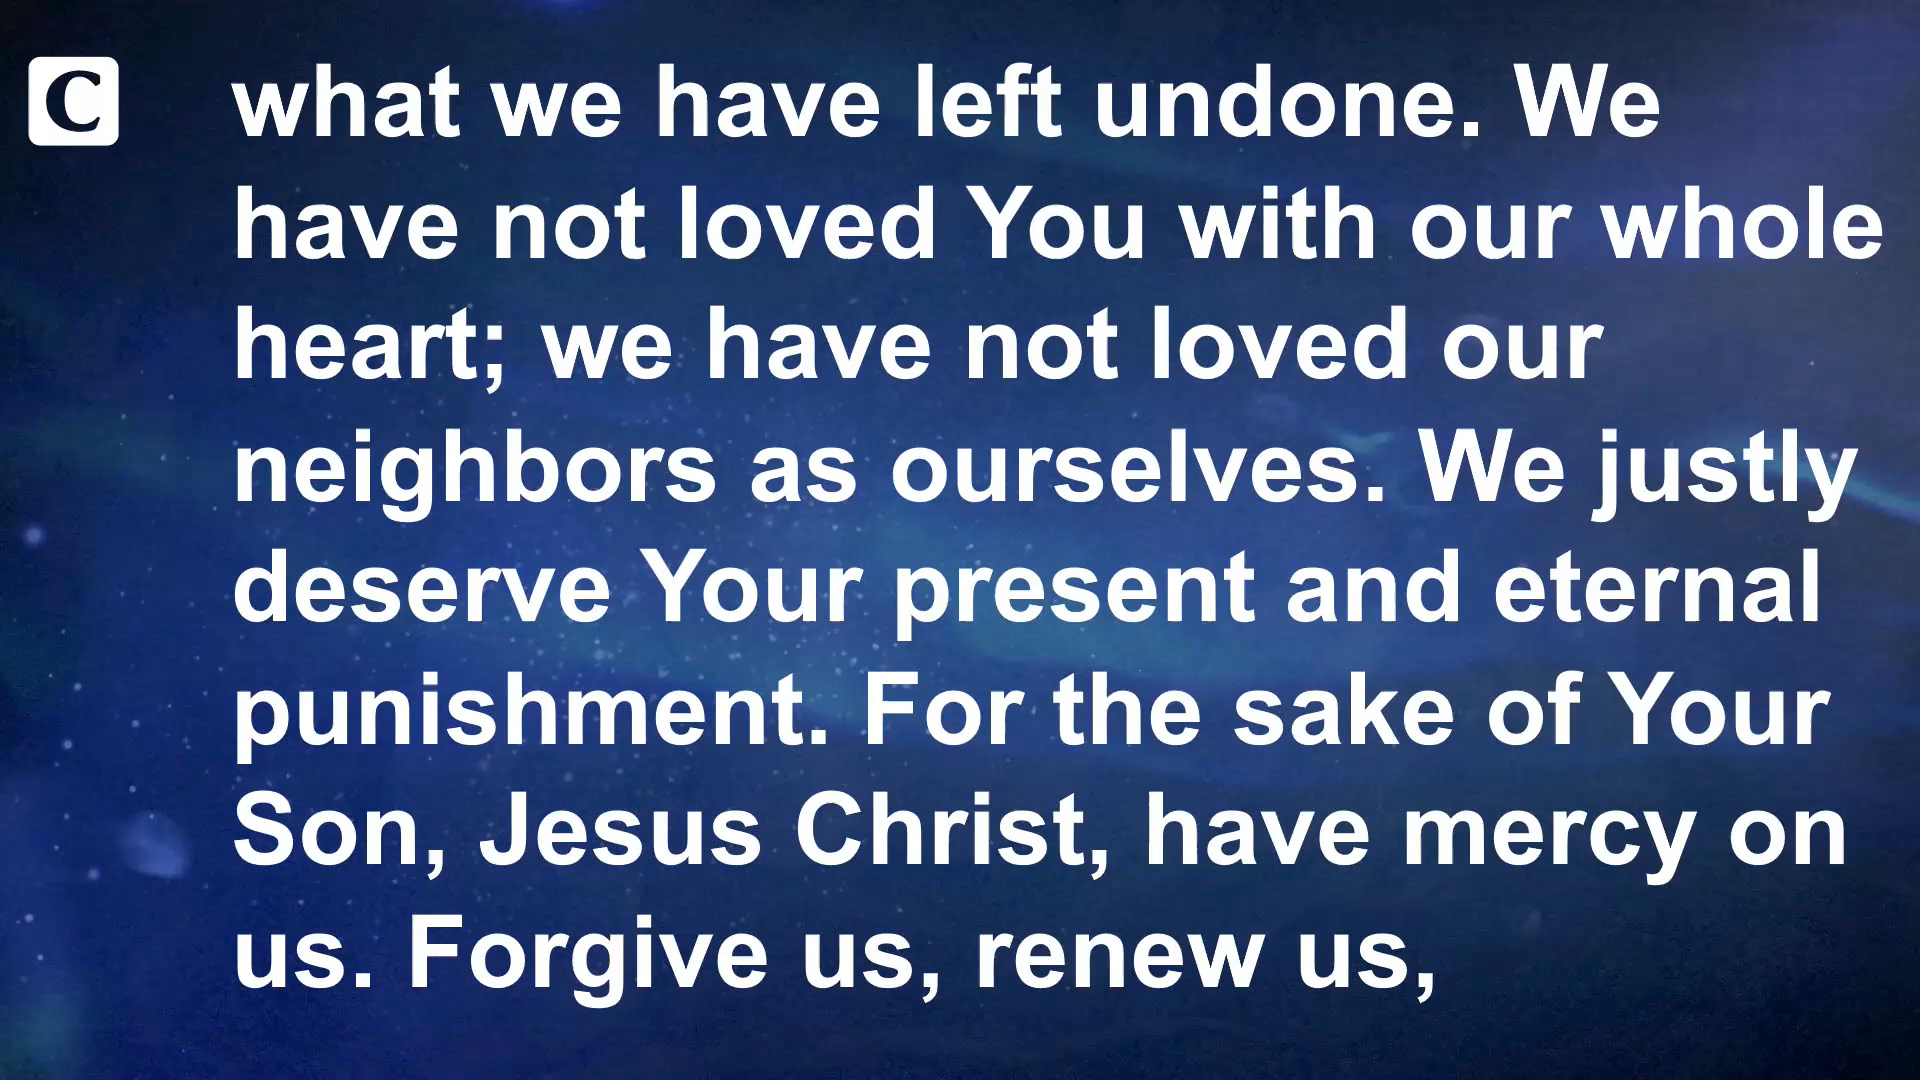 C what we have left undone. We
have not loved You with our whole
heart; we have not loved our
neighbors as ourselves. We justly
deserve Your present and eternal
punishment. For the sake of Your
Son, Jesus Christ, have mercy on
us. Forgive us, renew us,